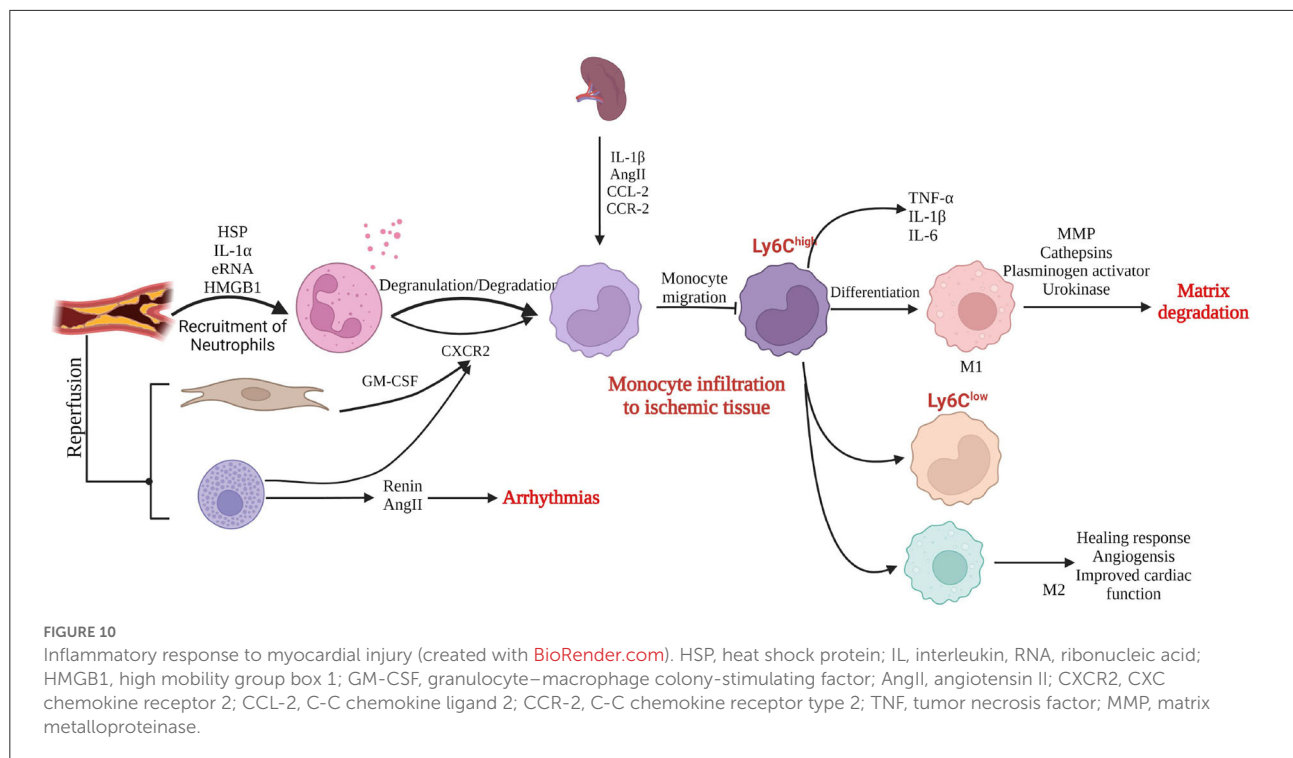 IL-1β
AngII
CCL-2
CCR-2
HSP
IL-1α
eRNA
HMGB1
Recruitment of
Neutrophils
Degranulation/Degradation
CXCR2
Reperfusion
GM-CSF
Renin
AngII
Arrhythmias
Monocyte
migration
Monocyte infiltration
to ischemic tissue
Ly6Chigh
TNF-α
IL-1β
IL-6
Differentiation
M1
MMP
Cathepsins
Plasminogen activator
Urokinase
Matrix
degradation
Ly6Clow
M2
Healing response
Angiogensis
Improved cardiac
function
FIGURE 10
Inflammatory response to myocardial injury (created with BioRender.com). HSP, heat shock protein; IL, interleukin, RNA, ribonucleic acid;
HMGB1, high mobility group box 1; GM-CSF, granulocyte–macrophage colony-stimulating factor; AngII, angiotensin II; CXCR2, CXC
chemokine receptor 2; CCL-2, C-C chemokine ligand 2; CCR-2, C-C chemokine receptor type 2; TNF, tumor necrosis factor; MMP, matrix
metalloproteinase.